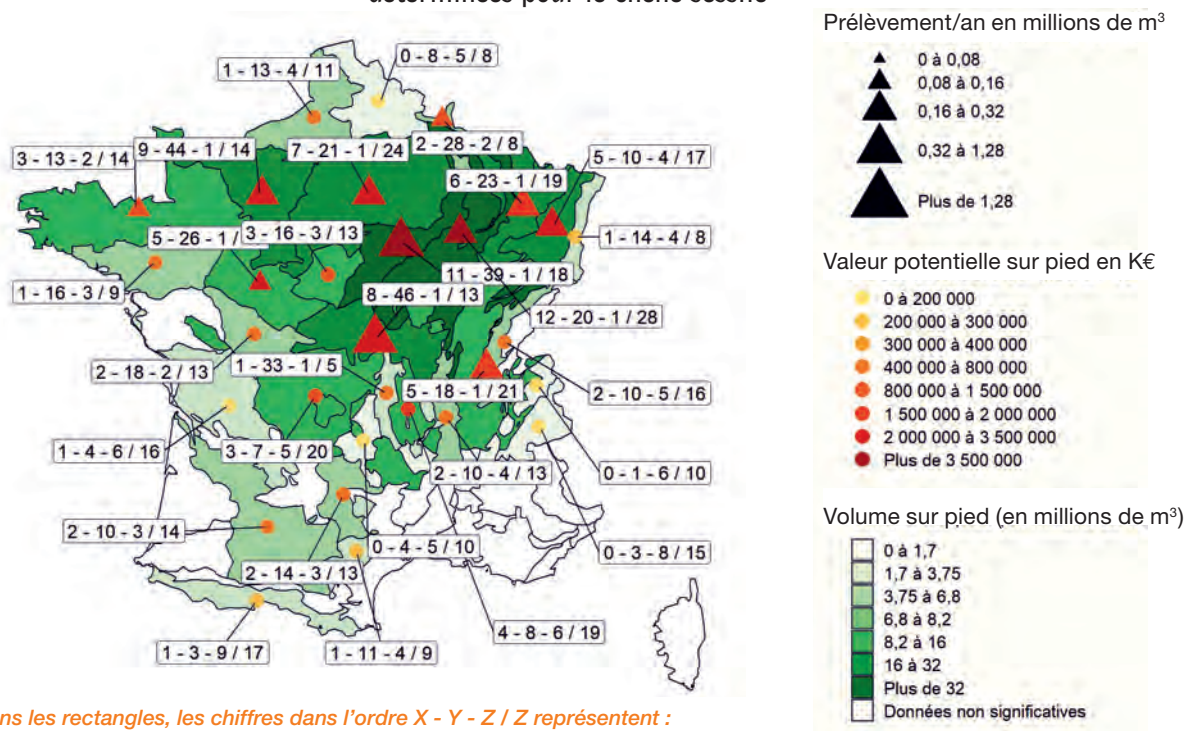 0 - 8 - 5 / 8
1 - 13 - 4 / 11
3 - 13 - 2 / 14
9 - 44 - 1 / 14
7 - 21 - 1 / 24
2 - 28 - 2 / 8
5 - 10 - 4 / 17
6 - 23 - 1 / 19
5 - 26 - 1 /
3 - 16 - 3 / 13
1 - 14 - 4 / 8
1 - 16 - 3 / 9
11 - 39 - 1 / 18
8 - 46 - 1 / 13
12 - 20 - 1 / 28
2 - 18 - 2 / 13
1 - 33 - 1 / 5
5 - 18 - 1 / 21
2 - 10 - 5 / 16
1 - 4 - 6 / 16
3 - 7 - 5 / 20
2 - 10 - 4 / 13
0 - 1 - 6 / 10
2 - 10 - 3 / 14
0 - 4 - 5 / 10
0 - 3 - 8 / 15
2 - 14 - 3 / 13
4 - 8 - 6 / 19
1 - 3 - 9 / 17
1 - 11 - 4 / 9
les rectangles, les chiffres dans l'ordre X - Y - Z / Z représentent :
Prélèvement/an en millions de m³
0 à 0,08
0,08 à 0,16
0,16 à 0,32
0,32 à 1,28
Plus de 1,28
Valeur potentielle sur pied en K€
0 à 200 000
200 000 à 300 000
300 000 à 400 000
400 000 à 800 000
800 000 à 1 500 000
1 500 000 à 2 000 000
2 000 000 à 3 500 000
Plus de 3 500 000
Volume sur pied (en millions de m³)
0 à 1,7
1,7 à 3,75
3,75 à 6,8
6,8 à 8,2
8,2 à 16
16 à 32
Plus de 32
Données non significatives